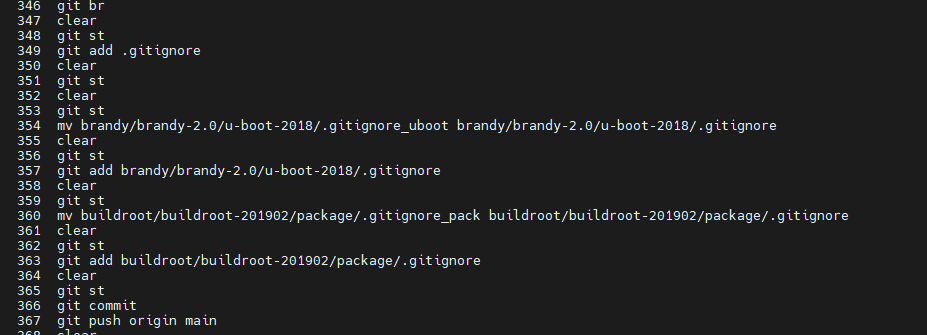 346 git br
347 clear
348 git st
349 git add .gitignore
350 clear
351 git st
352 clear
353 git st
354 mv brandy/brandy-2.0/u-boot-2018/.gitignore_uboot brandy/brandy-2.0/u-boot-2018/.gitignore
355 clear
356 git st
357 git add brandy/brandy-2.0/u-boot-2018/.gitignore
358 clear
359 git st
360 mv buildroot/buildroot-201902/package/.gitignore_pack buildroot/buildroot-201902/package/.gitignore
361 clear
362 git st
363 git add buildroot/buildroot-201902/package/.gitignore
364 clear
365 git st
366 git commit
367 git push origin main
368 clear